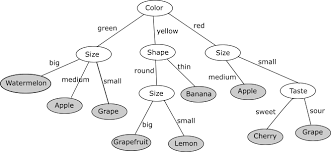 Color
green
yellow
red
Size
Shape
Size
big
medium
small
round
thin
medium
small
Watermelon
Apple
Grape
Size
Banana
Apple
Taste
big
small
sweet
sour
Grapefruit
Lemon
Cherry
Grape